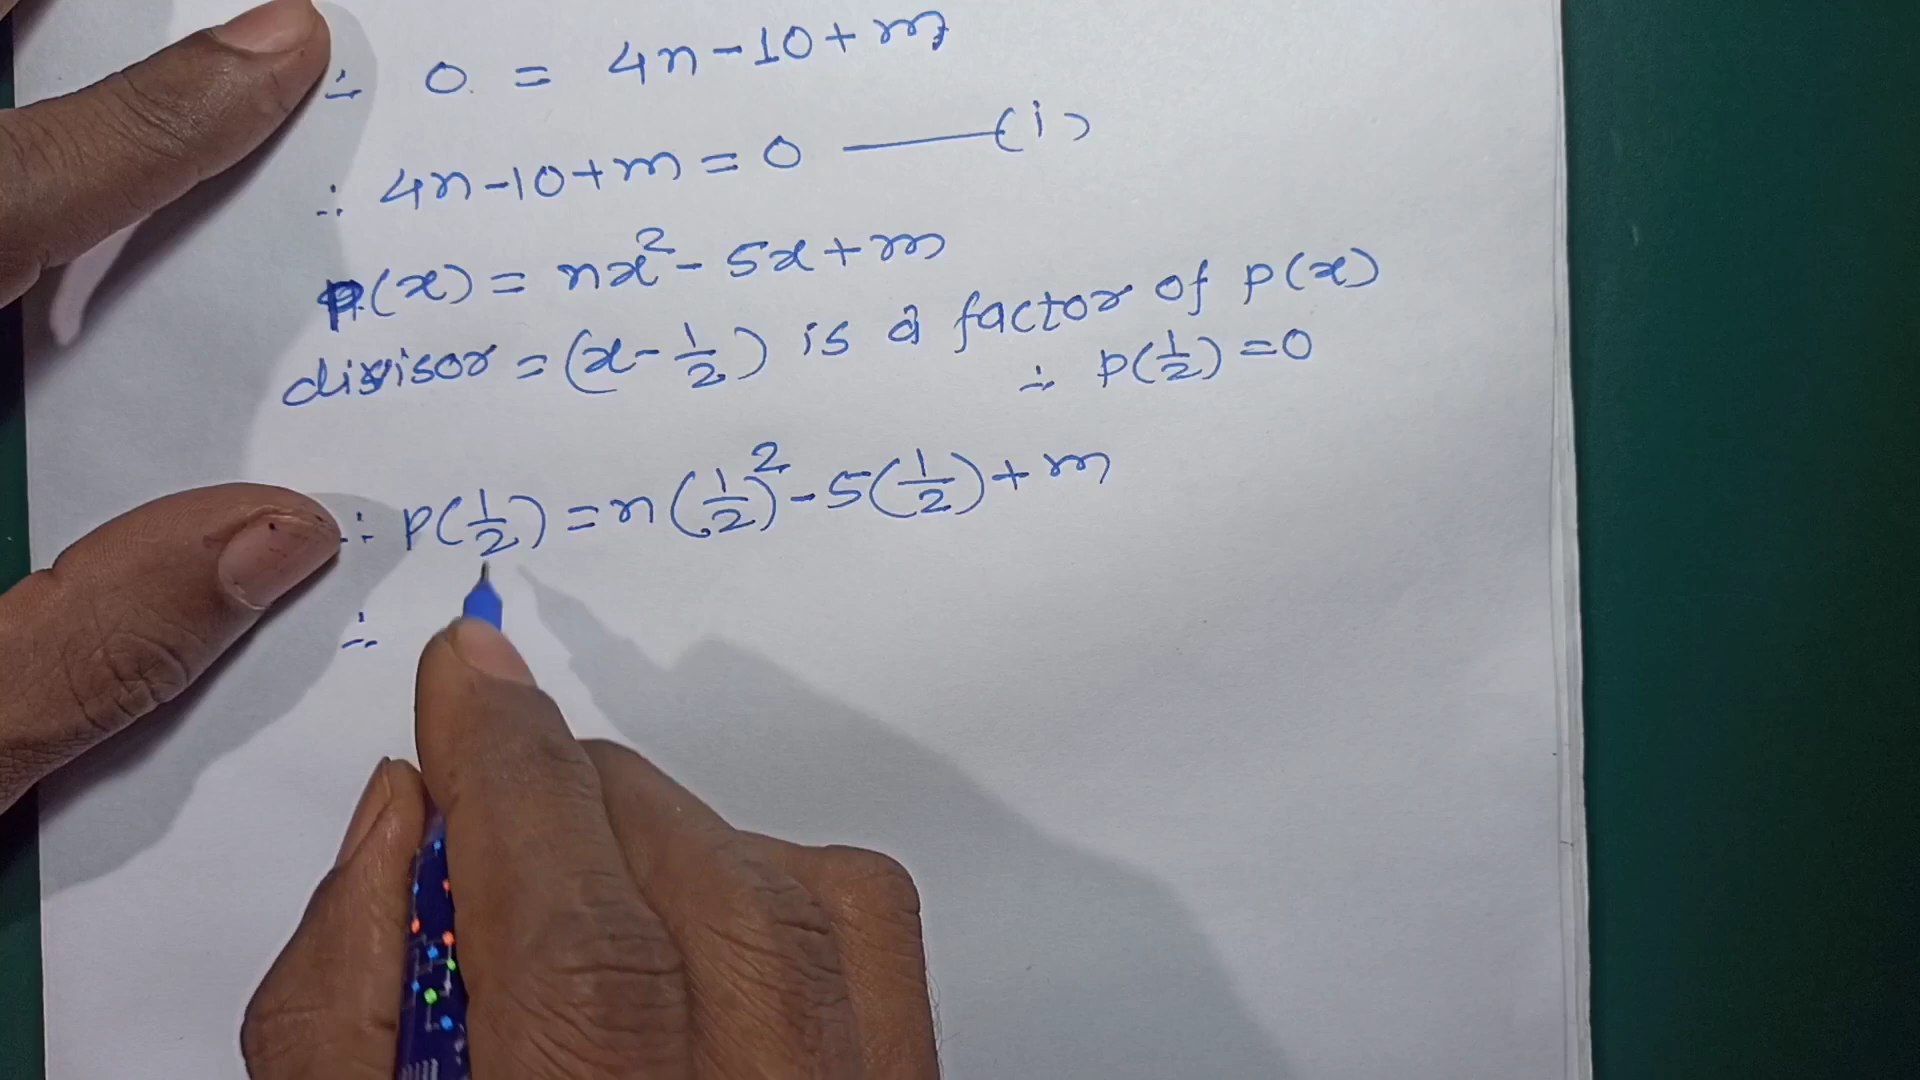 ∴ 0 = 4n-10+m
∴ 4n-10+m = 0 ——(i)
p(x) = nx² - 5x + m
divisor = (x - 1/2) is a factor of p(x)
∴ p(1/2) = 0
∴ p(1/2) = n(1/2)² - 5(1/2) + m
∴